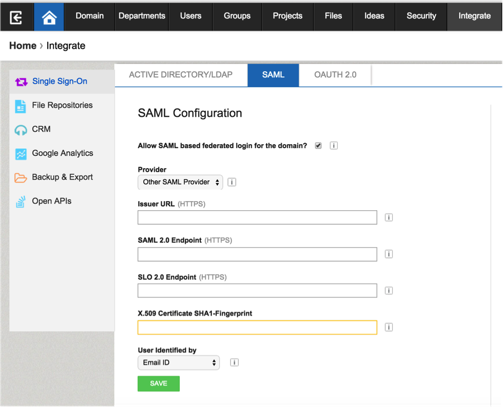 Domain Departments Users Groups Projects Files Ideas Security Integrate
Home › Integrate
Single Sign-On
File Repositories
CRM
Google Analytics
Backup & Export
Open APIs
ACTIVE DIRECTORY/LDAP SAML OAUTH 2.0
SAML Configuration
Allow SAML based federated login for the domain? i
Provider
Other SAML Provider i
Issuer URL (HTTPS)
i
SAML 2.0 Endpoint (HTTPS)
i
SLO 2.0 Endpoint (HTTPS)
i
X.509 Certificate SHA1-Fingerprint
i
User Identified by
Email ID i
SAVE